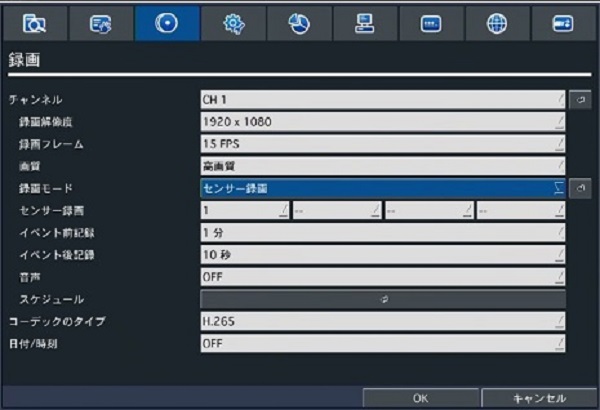 録画
チャンネル CH 1
録画解像度 1920 x 1080
録画フレーム 15 FPS
画質 高画質
録画モード センサー録画
センサー録画 1 -- -- --
イベント前記録 1 分
イベント後記録 10 秒
音声 OFF
スケジュール
コーデックのタイプ H.265
日付/時刻 OFF
OK キャンセル